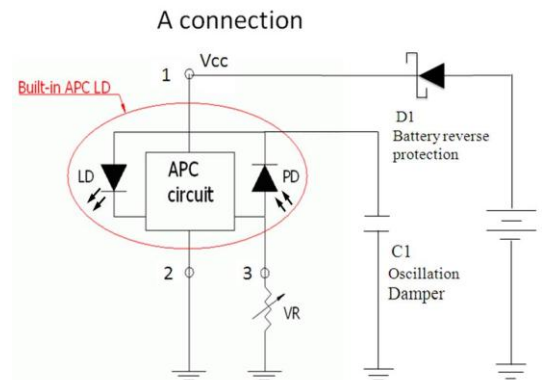 A connection
1
Vcc
Built-in APC LD
D1
Battery reverse
protection
LD
APC
circuit
PD
C1
Oscillation
Damper
2
3
VR